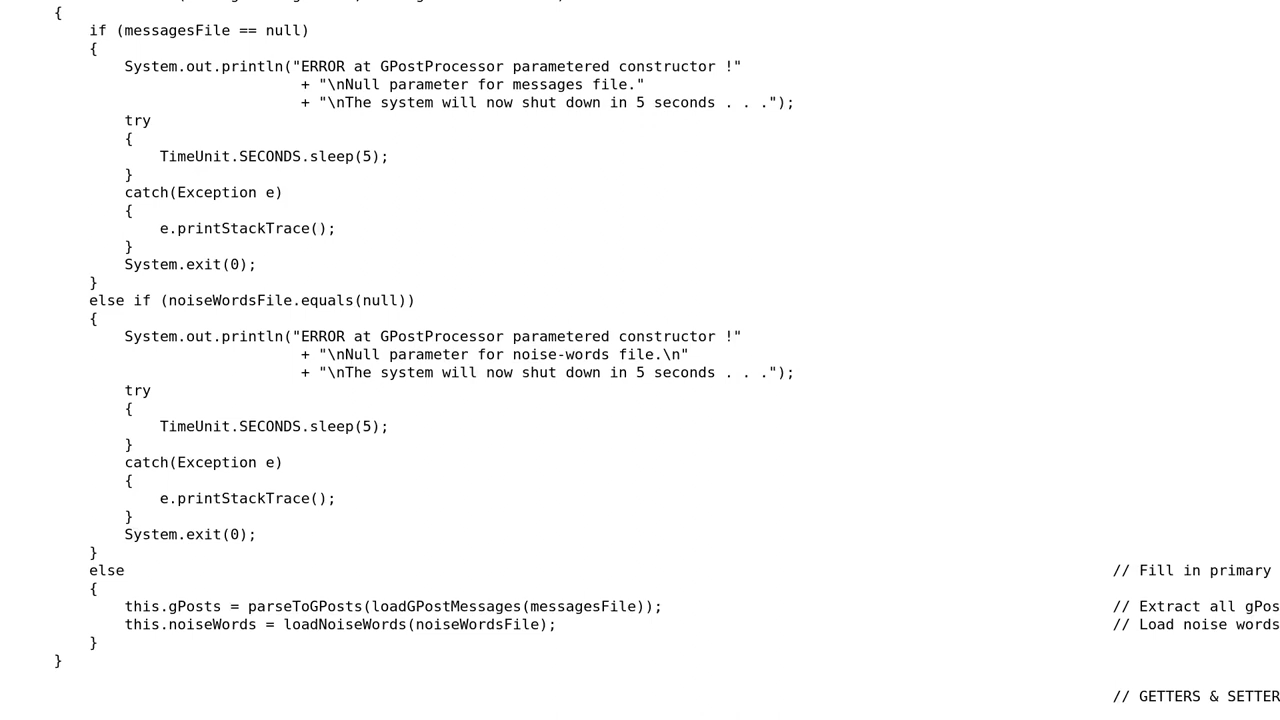 {
if (messagesFile == null)
{
System.out.println("ERROR at GPostProcessor parametered constructor !"
+ "\nNull parameter for messages file."
+ "\nThe system will now shut down in 5 seconds . . .");
try
{
TimeUnit.SECONDS.sleep(5);
}
catch(Exception e)
{
e.printStackTrace();
}
System.exit(0);
}
else if (noiseWordsFile.equals(null))
{
System.out.println("ERROR at GPostProcessor parametered constructor !"
+ "\nNull parameter for noise-words file.\n"
+ "\nThe system will now shut down in 5 seconds . . .");
try
{
TimeUnit.SECONDS.sleep(5);
}
catch(Exception e)
{
e.printStackTrace();
}
System.exit(0);
}
else // Fill in primary
{
this.gPosts = parseToGPosts(loadGPostMessages(messagesFile)); // Extract all gPos
this.noiseWords = loadNoiseWords(noiseWordsFile); // Load noise words
}
}
// GETTERS & SETTER